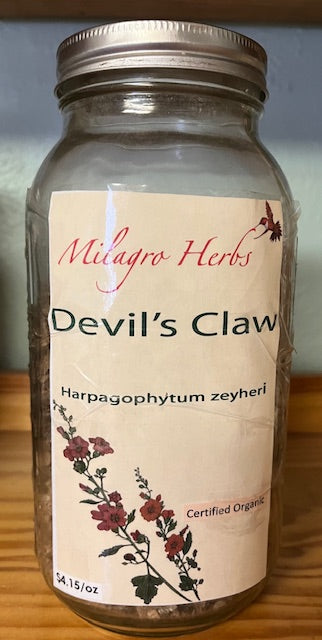 Milagro Herbs
Devil's Claw
Harpagophytum zeyheri
Certified Organic
$4.15/oz